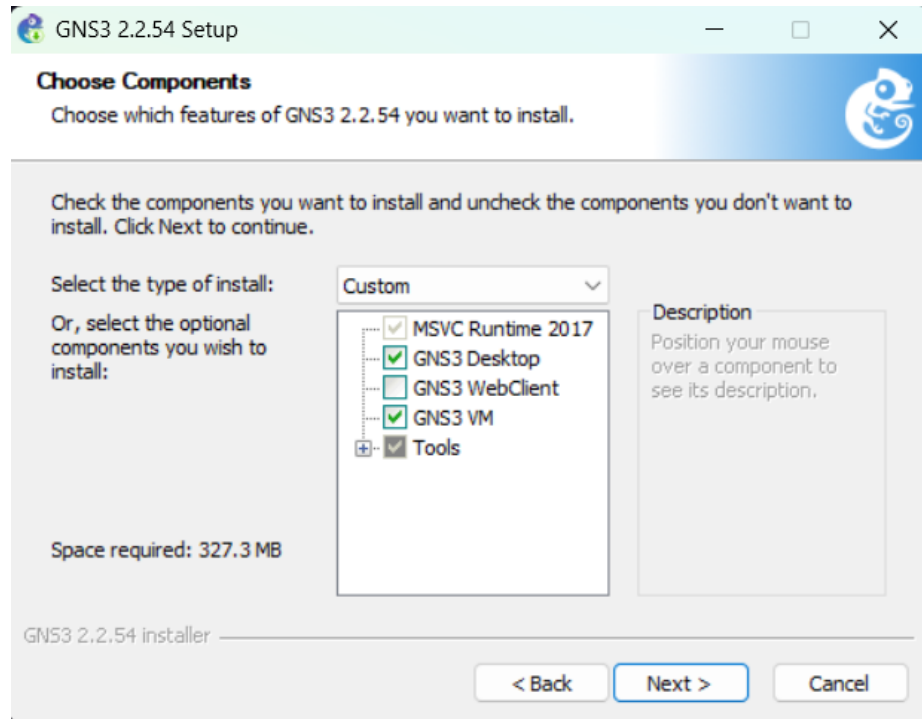 GNS3 2.2.54 Setup
Choose Components
Choose which features of GNS3 2.2.54 you want to install.
Check the components you want to install and uncheck the components you don't want to
install. Click Next to continue.
Select the type of install:
Custom
Or, select the optional
components you wish to
install:
MSVC Runtime 2017
GNS3 Desktop
GNS3 WebClient
GNS3 VM
Tools
Description
Position your mouse
over a component to
see its description.
Space required: 327.3 MB
GNS3 2.2.54 installer
< Back
Next >
Cancel